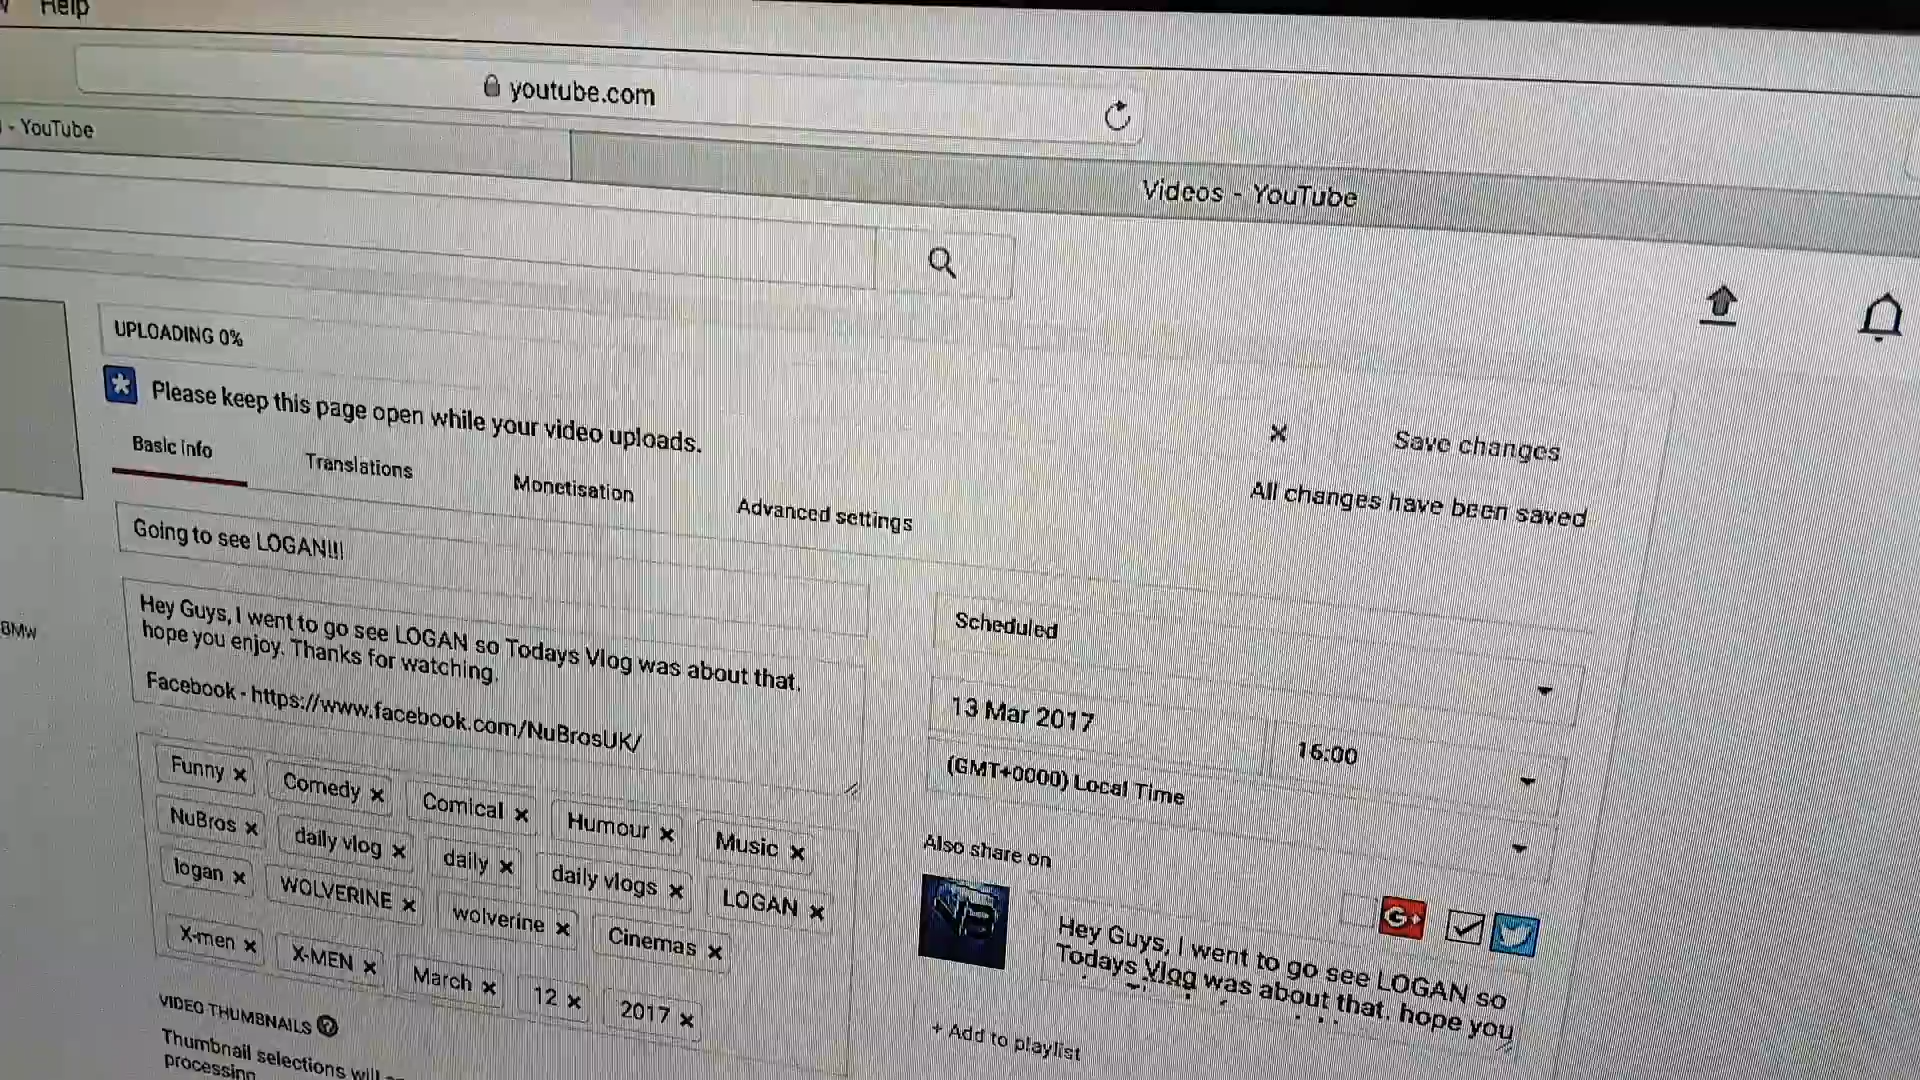 Help
youtube.com
- YouTube
Videos - YouTube
UPLOADING 0%
Please keep this page open while your video uploads.
Save changes
All changes have been saved
Basic info
Translations
Monetisation
Advanced settings
Going to see LOGAN!!!
Hey Guys, I went to go see LOGAN so Todays Vlog was about that.
hope you enjoy. Thanks for watching.
Facebook - https://www.facebook.com/NuBrosUK/
BMW
Scheduled
13 Mar 2017
16:00
(GMT+0000) Local Time
Funny × Comedy × Comical × Humour × Music ×
NuBros × daily vlog × daily × daily vlogs × LOGAN ×
logan × WOLVERINE × wolverine × Cinemas ×
X-men × X-MEN × March × 12 × 2017 ×
Also share on
G+
Hey Guys, I went to go see LOGAN so
Todays Vlog was about that. hope you
+ Add to playlist
VIDEO THUMBNAILS ?
Thumbnail selections will
processing